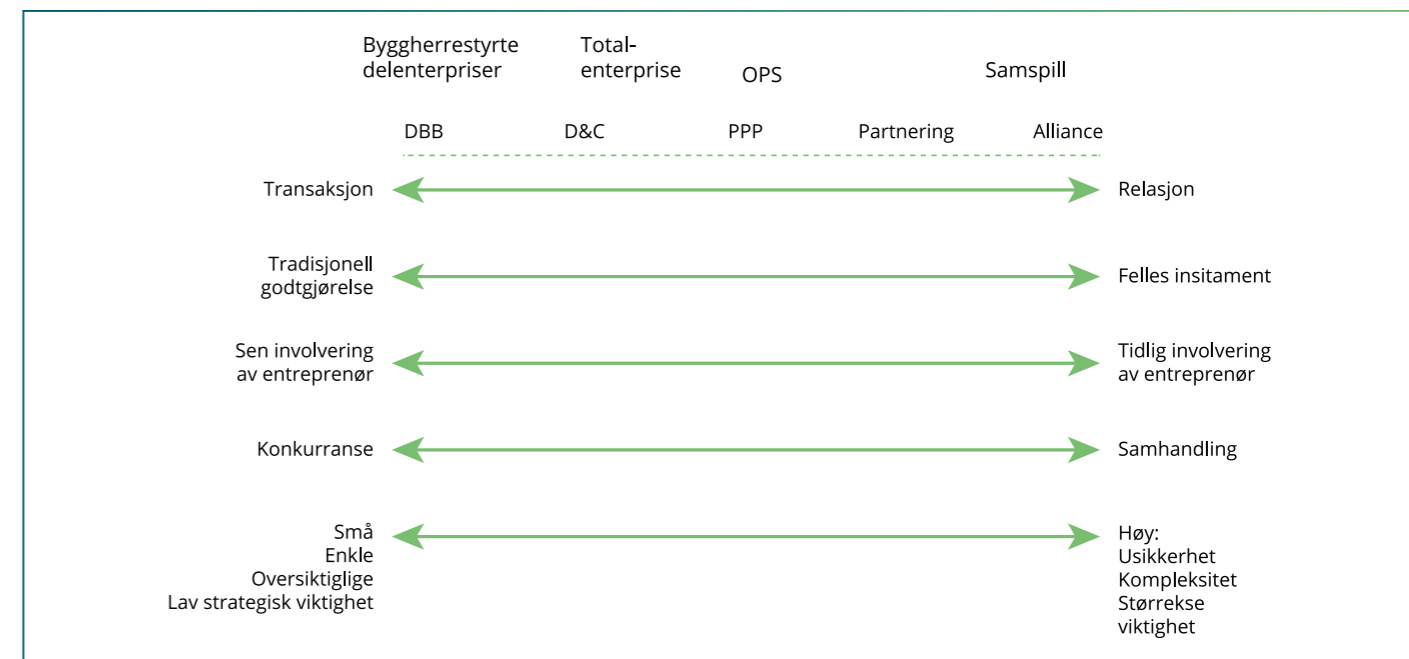 Byggherrestyrte
delenterpriser
Total-
enterprise
OPS
Samspill
DBB
D&C
PPP
Partnering
Alliance
Transaksjon
Relasjon
Tradisjonell
godtgjørelse
Felles insitament
Sen involvering
av entreprenør
Tidlig involvering
av entreprenør
Konkurranse
Samhandling
Små
Enkle
Oversiktiglige
Lav strategisk viktighet
Høy:
Usikkerhet
Kompleksitet
Størrekse
viktighet